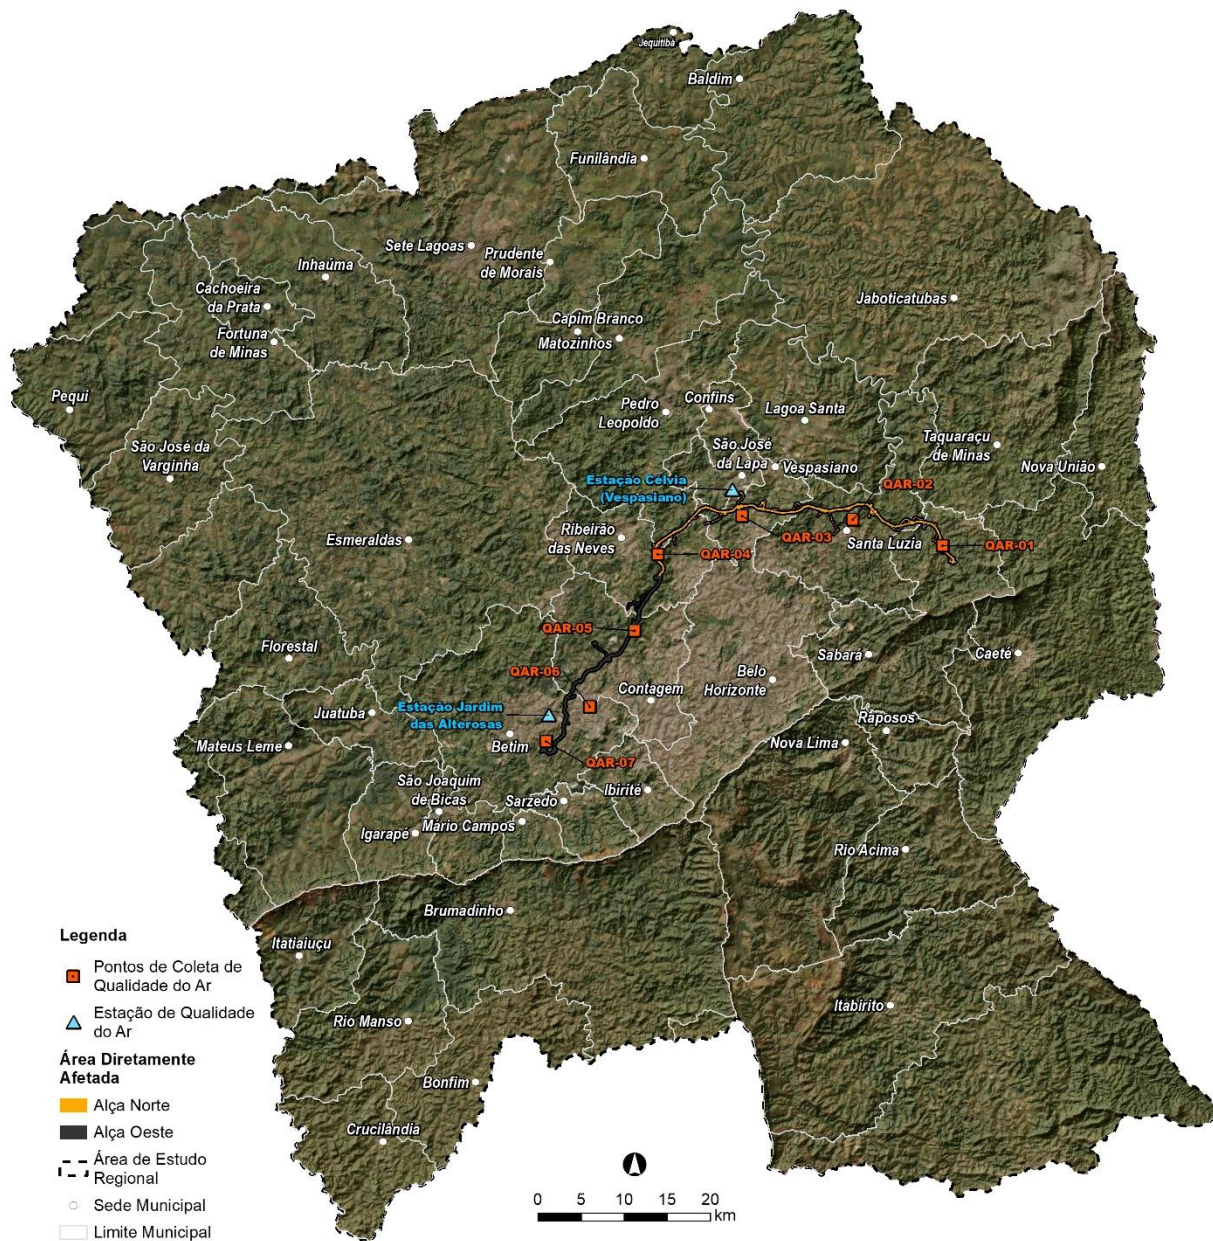 Jequitibá
Baldim
Funilândia
Sete Lagoas
Prudente
de Morais
Inhaúma
Cachoeira
da Prata
Jaboticatubas
Capim Branco
Fortuna
de Minas
Matozinhos
Pequi
Confins
Pedro
Leopoldo
Lagoa Santa
São José da
Varginha
São José
da Lapa
Taquaraçu
de Minas
Vespasiano
Nova União
Estação Célvia
(Vespasiano)
QAR-02
Ribeirão
das Neves
Esmeraldas
QAR-03
Santa Luzia
QAR-01
QAR-04
QAR-05
Florestal
Sabará
Caeté
QAR-06
Belo
Horizonte
Contagem
Estação Jardim
das Alterosas
Juatuba
Raposos
Mateus Leme
Betim
Nova Lima
QAR-07
São Joaquim
de Bicas
Ibirité
Sarzedo
Mário Campos
Igarapé
Rio Acima
Brumadinho
Itatiaiuçu
Itabirito
Rio Manso
Bonfim
Crucilândia
Legenda
Pontos de Coleta de
Qualidade do Ar
Estação de Qualidade
do Ar
Área Diretamente
Afetada
Alça Norte
Alça Oeste
Área de Estudo
Regional
Sede Municipal
Limite Municipal
0 5 10 15 20
km